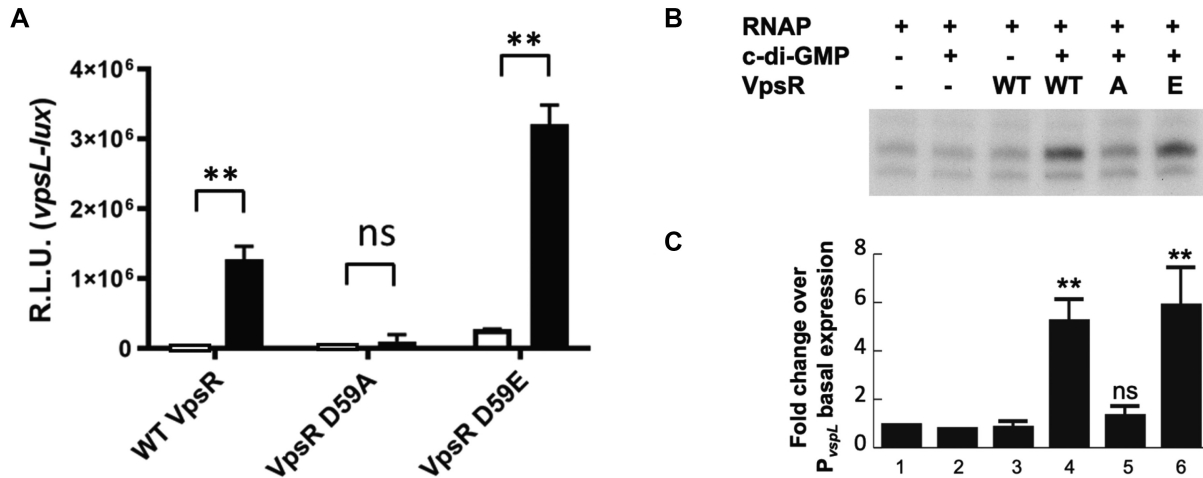 A
R.L.U. (vpsL-lux)
4×10⁶
3×10⁶
2×10⁶
1×10⁶
0
**
ns
**
WT VpsR
VpsR D59A
VpsR D59E
B
RNAP + + + + + +
c-di-GMP - + - + + +
VpsR - - WT WT A E
C
Fold change over
PvspL basal expression
8
6
4
2
0
**
ns
**
1 2 3 4 5 6